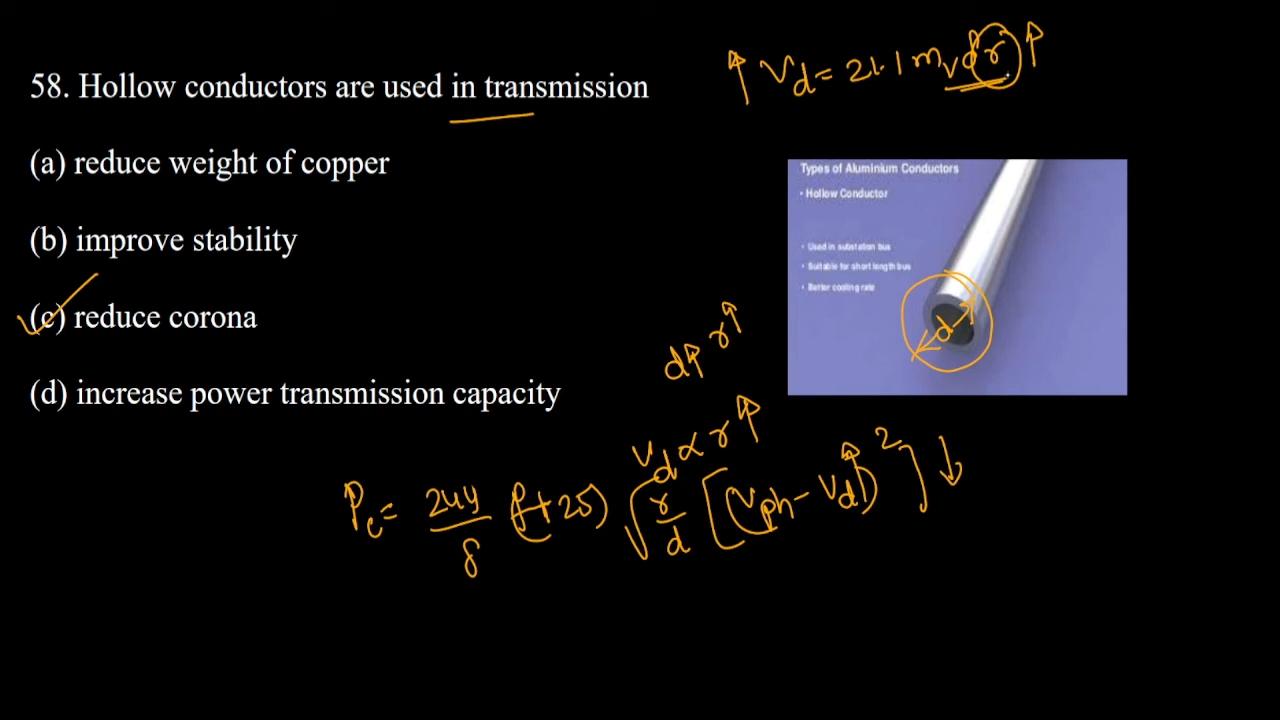 ↑ Vd = 21.1 mv δ r ↑
58. Hollow conductors are used in transmission
(a) reduce weight of copper
(b) improve stability
(c) reduce corona
(d) increase power transmission capacity
Types of Aluminium Conductors
• Hollow Conductor
• Used in substation bus
• Suitable for short length bus
• Better cooling rate
d
d↑ r↑
Vd ∝ r↑
Pc = 244/δ (f+25) √(r/d) [(Vph - Vd↑)²] ↓